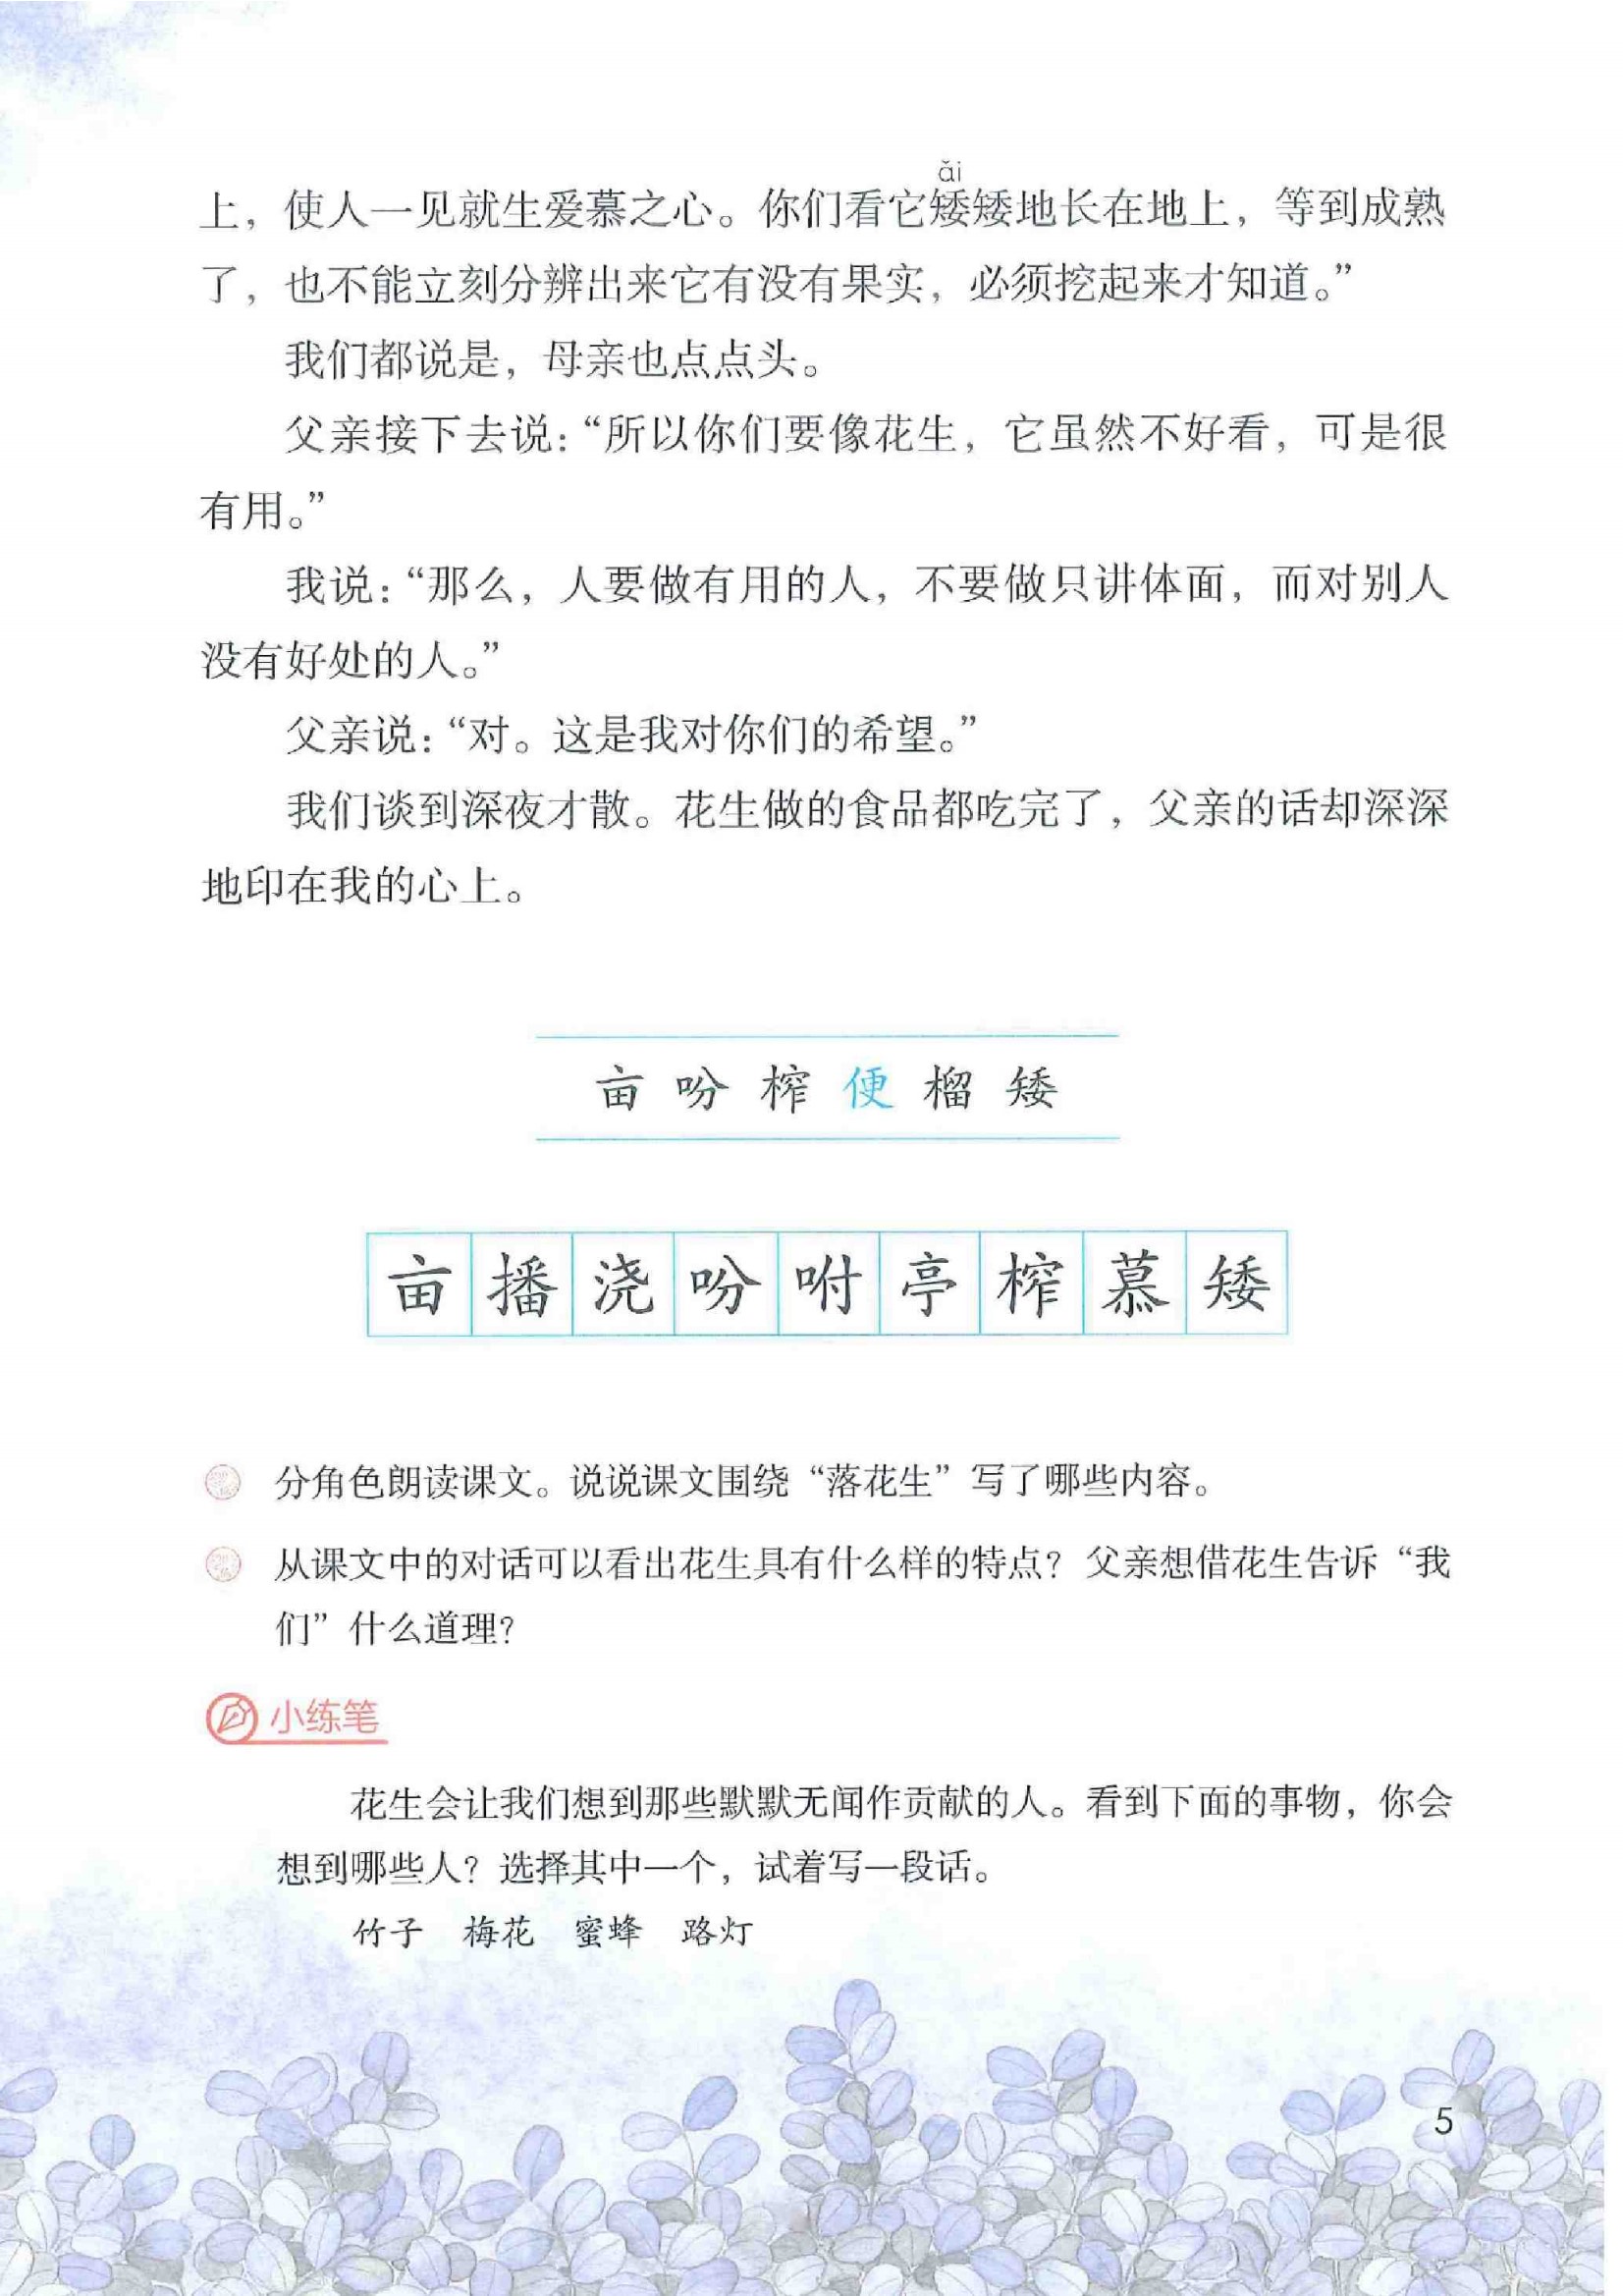 ǎi
上，使人一见就生爱慕之心。你们看它矮矮地长在地上，等到成熟
了，也不能立刻分辨出来它有没有果实，必须挖起来才知道。”
我们都说是，母亲也点点头。
父亲接下去说：“所以你们要像花生，它虽然不好看，可是很
有用。”
我说：“那么，人要做有用的人，不要做只讲体面，而对别人
没有好处的人。”
父亲说：“对。这是我对你们的希望。”
我们谈到深夜才散。花生做的食品都吃完了，父亲的话却深深
地印在我的心上。
亩 吩 榨 便 榴 矮
亩 播 浇 吩 咐 亭 榨 慕 矮
分角色朗读课文。说说课文围绕“落花生”写了哪些内容。
从课文中的对话可以看出花生具有什么样的特点？父亲想借花生告诉“我
们”什么道理？
小练笔
花生会让我们想到那些默默无闻作贡献的人。看到下面的事物，你会
想到哪些人？选择其中一个，试着写一段话。
竹子 梅花 蜜蜂 路灯
5